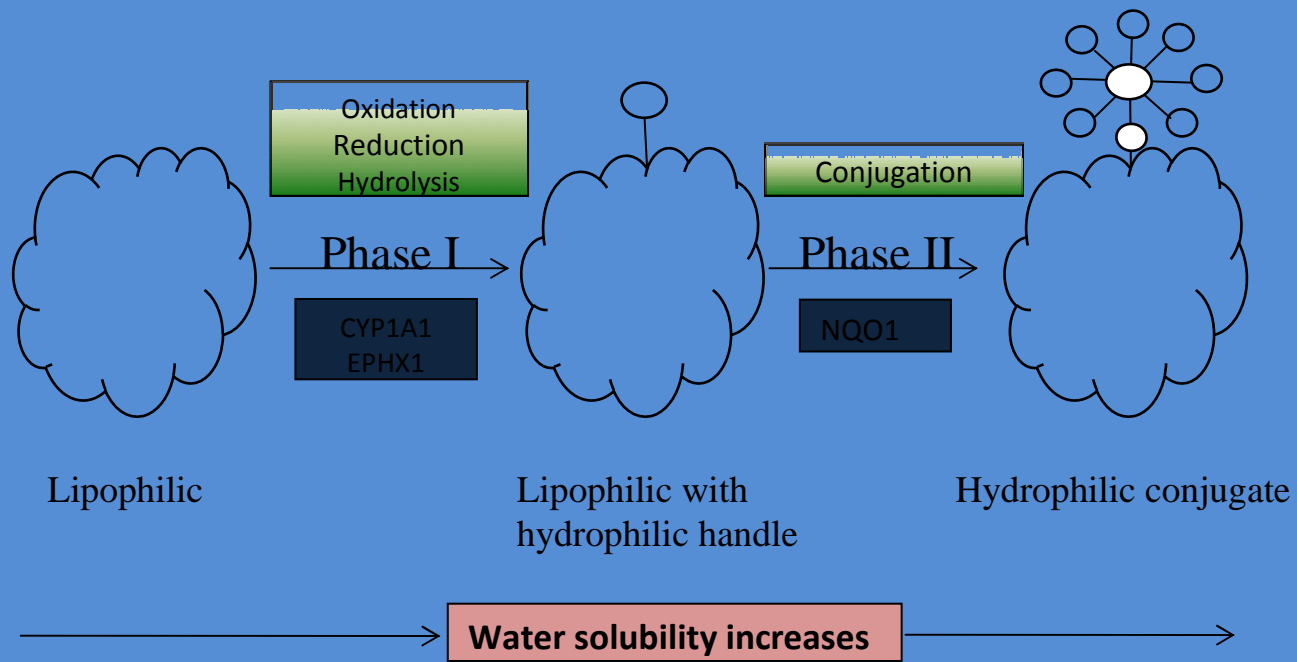 Oxidation
Reduction
Hydrolysis
Phase I
CYP1A1
EPHX1
Conjugation
Phase II
NQO1
Lipophilic
Lipophilic with
hydrophilic handle
Hydrophilic conjugate
Water solubility increases